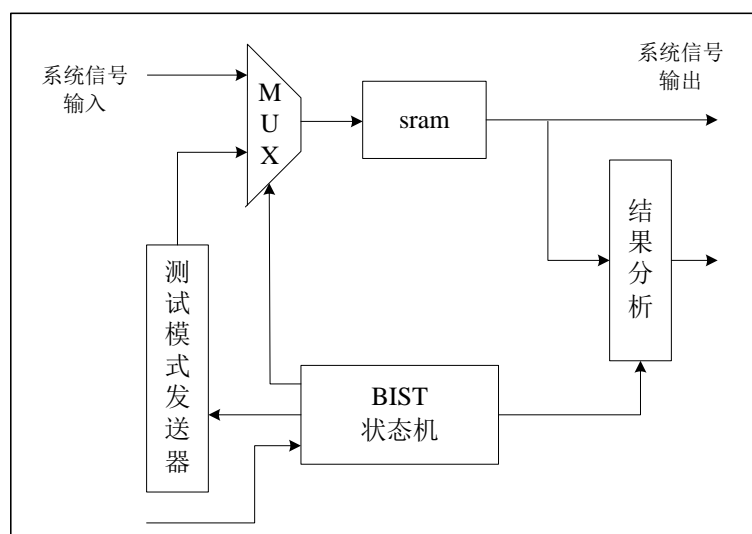 系统信号
输入
M
U
X
sram
系统信号
输出
结
果
分
析
测
试
模
式
发
送
器
BIST
状态机